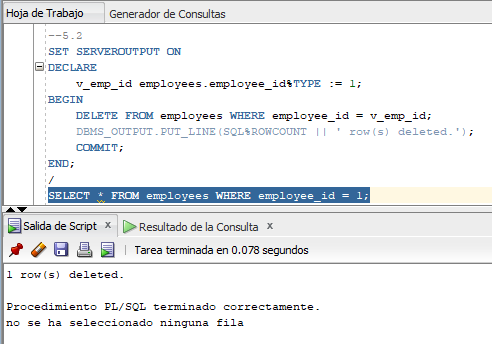 Hoja de Trabajo Generador de Consultas
--5.2
SET SERVEROUTPUT ON
DECLARE
v_emp_id employees.employee_id%TYPE := 1;
BEGIN
DELETE FROM employees WHERE employee_id = v_emp_id;
DBMS_OUTPUT.PUT_LINE(SQL%ROWCOUNT || ' row(s) deleted.');
COMMIT;
END;
/
SELECT * FROM employees WHERE employee_id = 1;
Salida de Script x Resultado de la Consulta x
Tarea terminada en 0.078 segundos
1 row(s) deleted.
Procedimiento PL/SQL terminado correctamente.
no se ha seleccionado ninguna fila